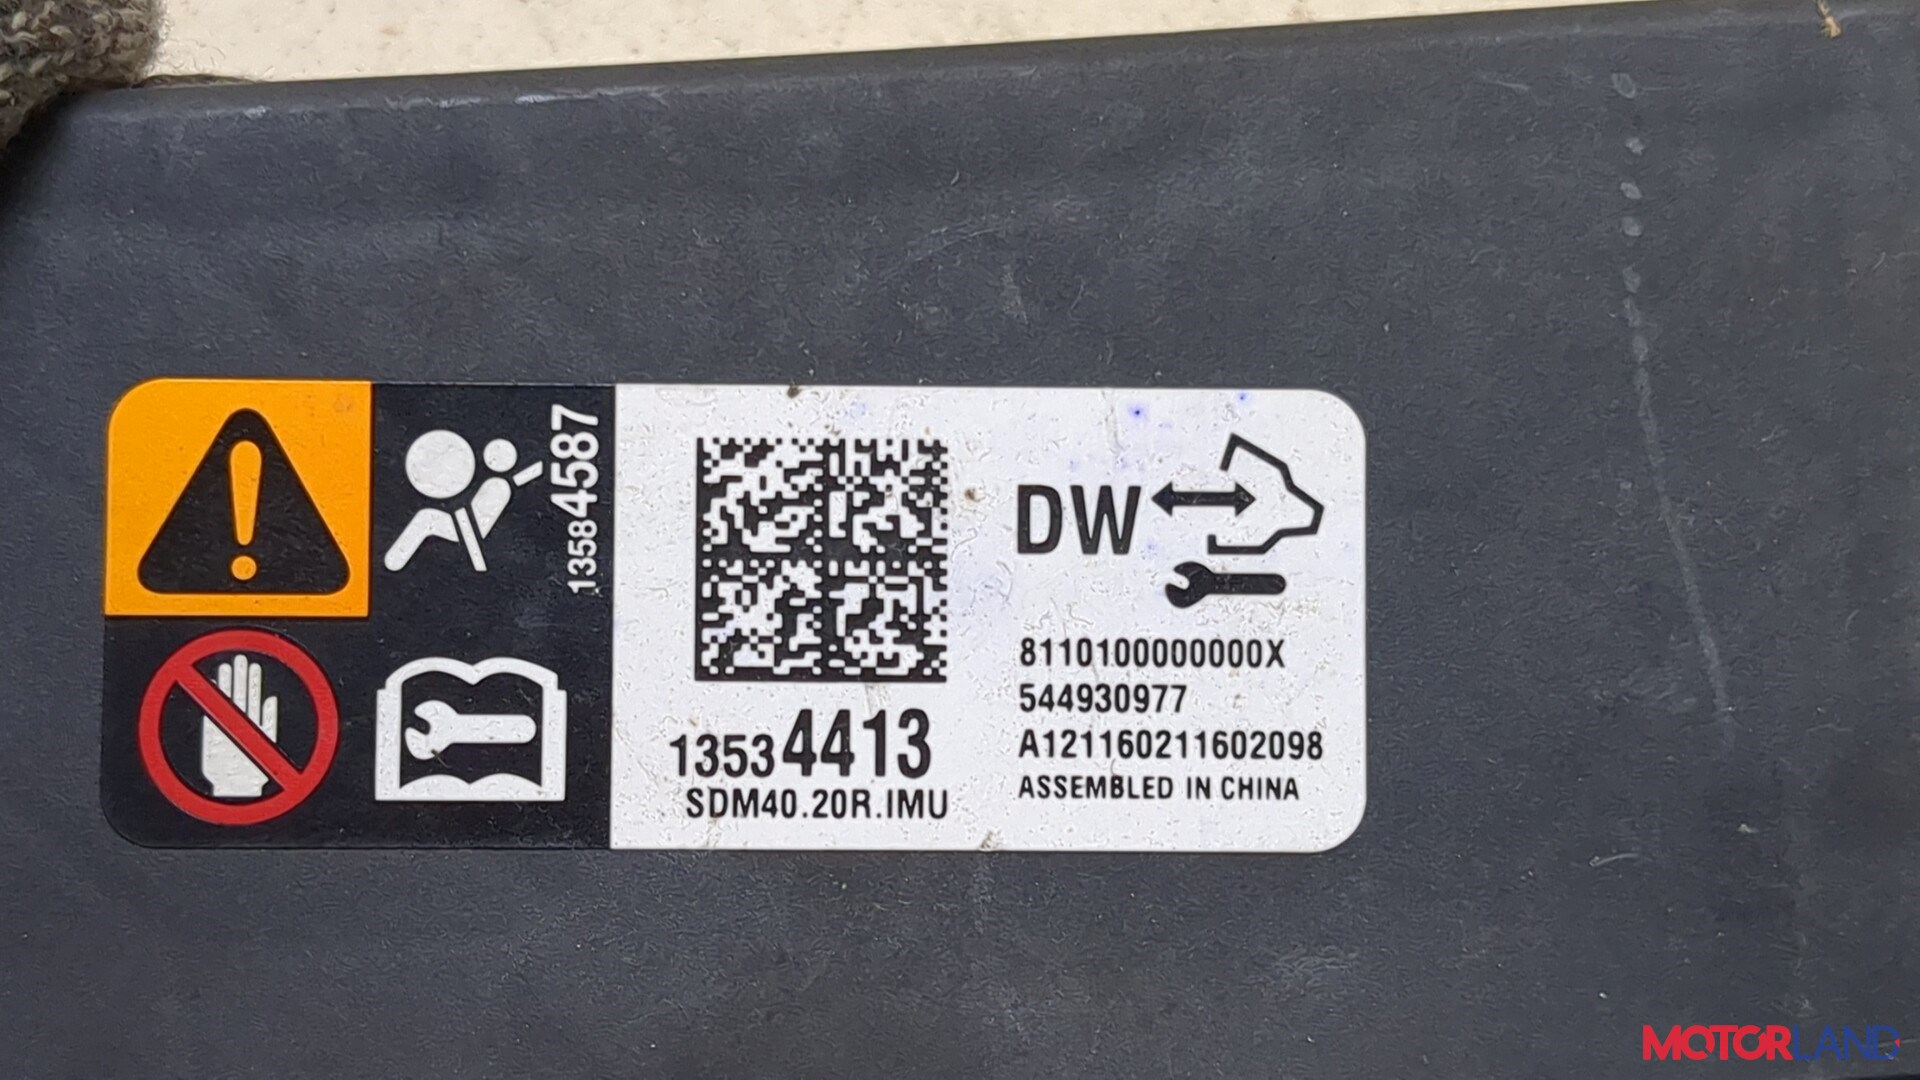 13584587
13534413
SDM40.20R.IMU
DW
8110100000000X
544930977
A121160211602098
ASSEMBLED IN CHINA
MOTORLAND